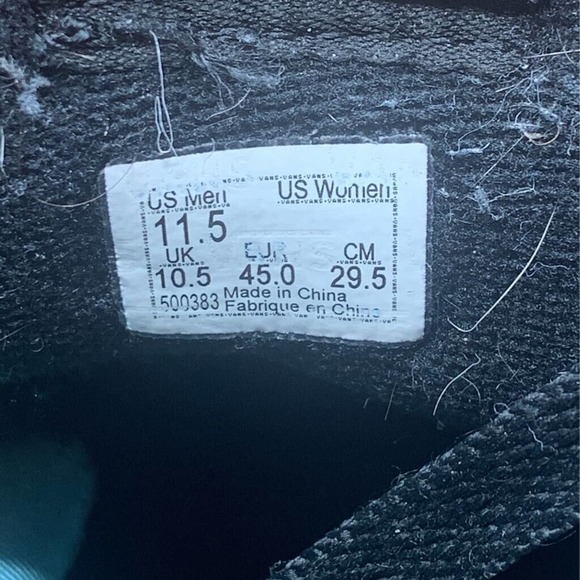 US Men US Women
11.5
UK EUR CM
10.5 45.0 29.5
500383 Made in China
Fabrique en Chine